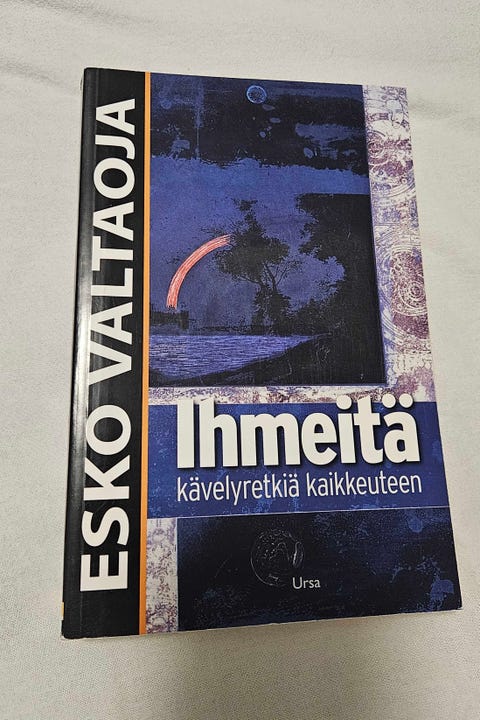 ESKO VALTAOJA
Ihmeitä
kävelyretkiä kaikkeuteen
Ursa